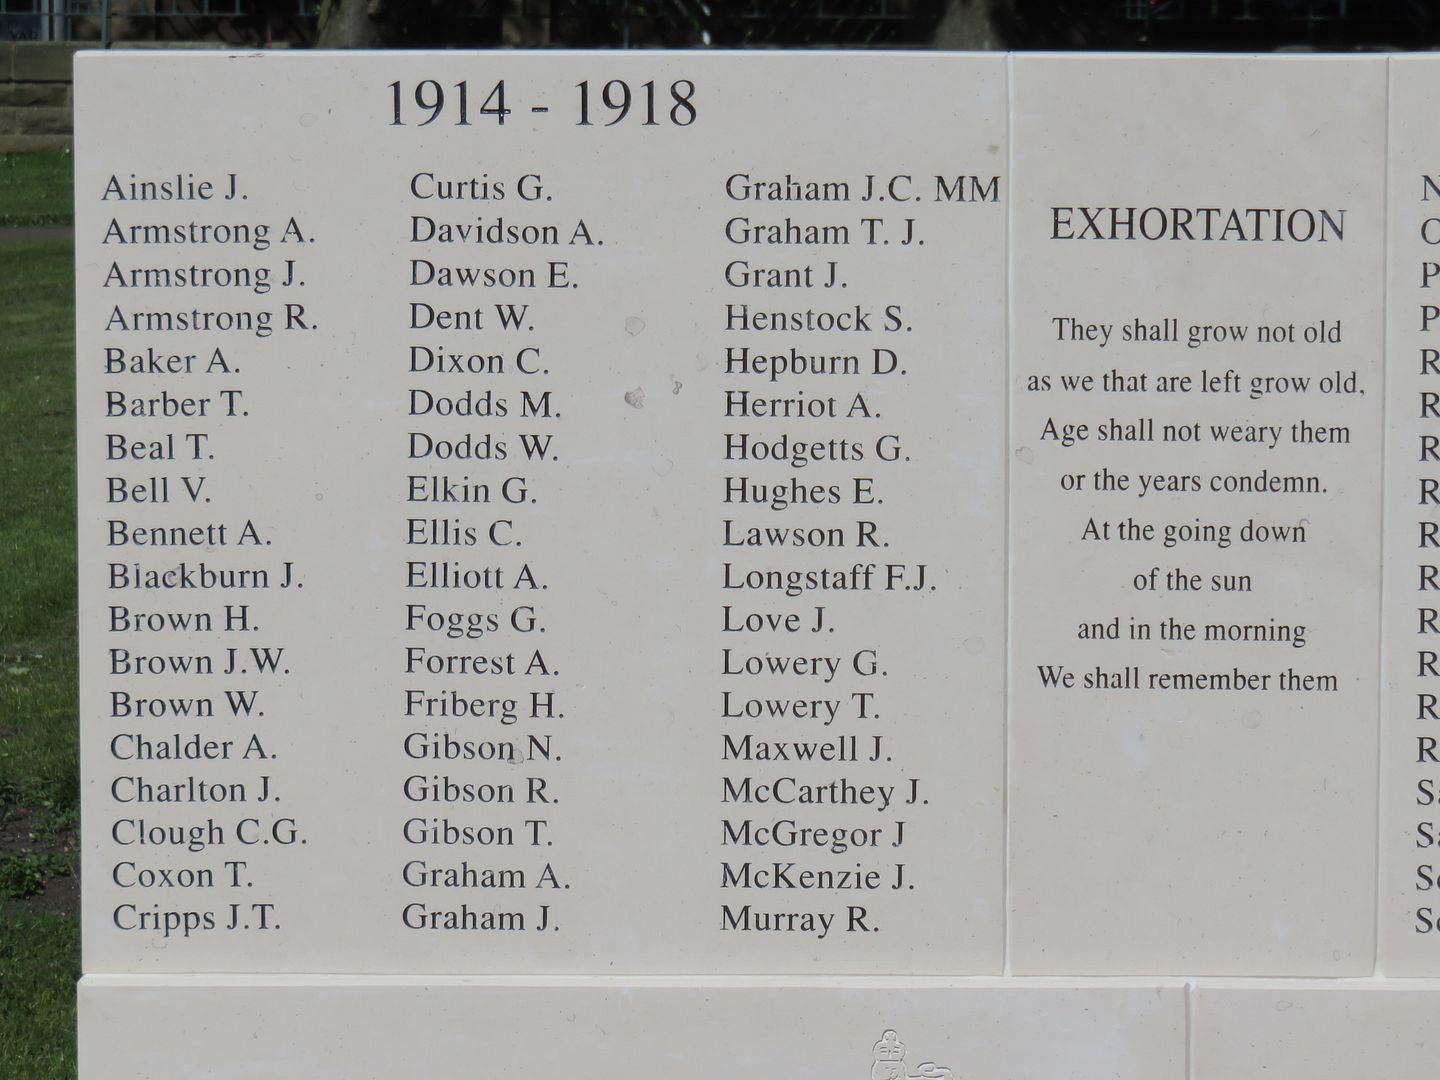 1914 - 1918
Ainslie J.
Armstrong A.
Armstrong J.
Armstrong R.
Baker A.
Barber T.
Beal T.
Bell V.
Bennett A.
Blackburn J.
Brown H.
Brown J.W.
Brown W.
Chalder A.
Charlton J.
Clough C.G.
Coxon T.
Cripps J.T.
Curtis G.
Davidson A.
Dawson E.
Dent W.
Dixon C.
Dodds M.
Dodds W.
Elkin G.
Ellis C.
Elliott A.
Foggs G.
Forrest A.
Friberg H.
Gibson N.
Gibson R.
Gibson T.
Graham A.
Graham J.
Graham J.C. MM
Graham T. J.
Grant J.
Henstock S.
Hepburn D.
Herriot A.
Hodgetts G.
Hughes E.
Lawson R.
Longstaff F.J.
Love J.
Lowery G.
Lowery T.
Maxwell J.
McCarthey J.
McGregor J
McKenzie J.
Murray R.
EXHORTATION
They shall grow not old
as we that are left grow old,
Age shall not weary them
or the years condemn.
At the going down
of the sun
and in the morning
We shall remember them